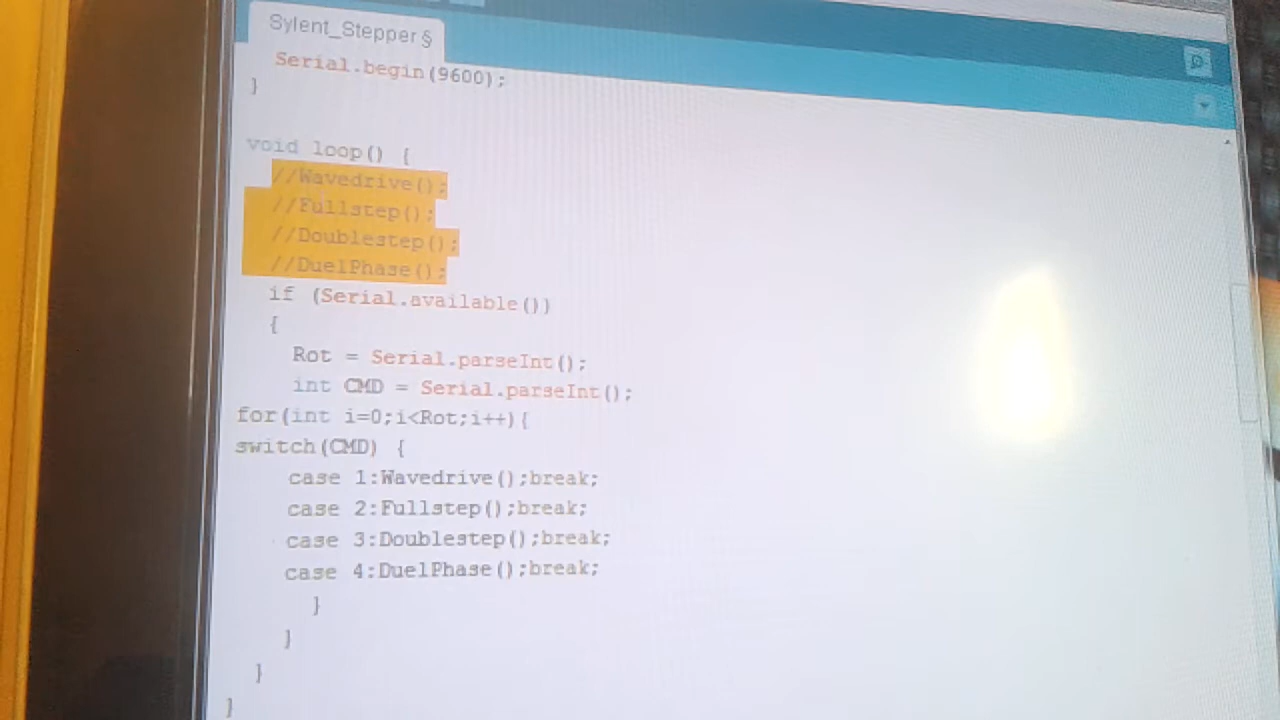 Sylent_Stepper §
Serial.begin(9600);
}
void loop() {
//Wavedrive();
//Fullstep();
//Doublestep();
//DuelPhase();
if (Serial.available())
{
Rot = Serial.parseInt();
int CMD = Serial.parseInt();
for(int i=0;i<Rot;i++){
switch(CMD) {
case 1:Wavedrive();break;
case 2:Fullstep();break;
case 3:Doublestep();break;
case 4:DuelPhase();break;
}
}
}
}